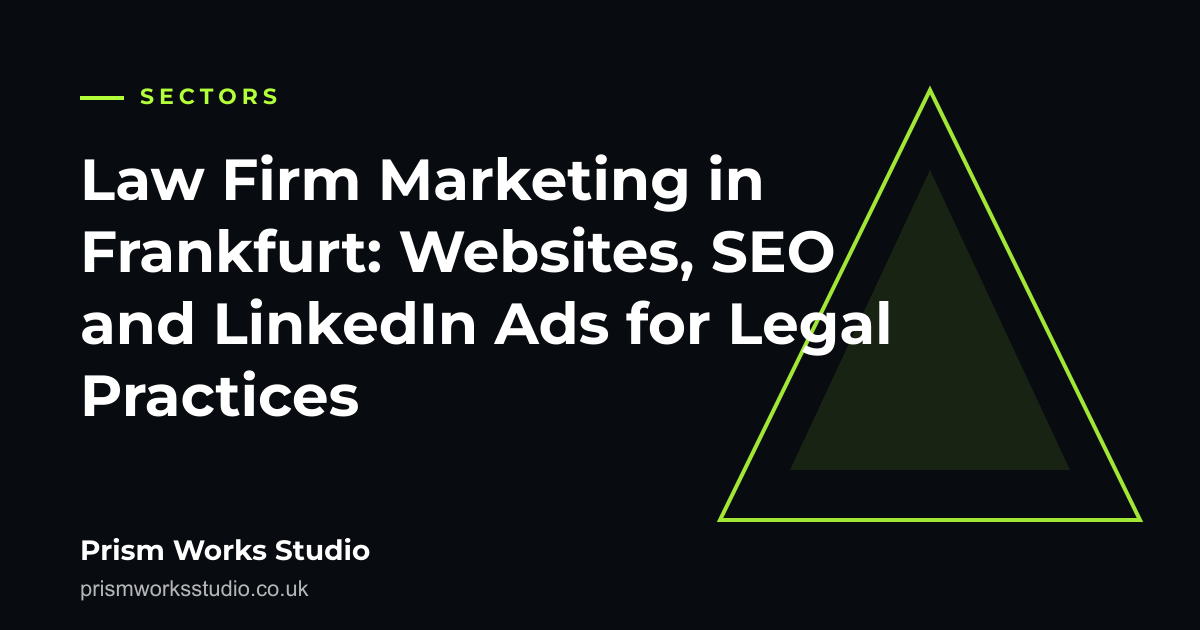 SECTORS
Law Firm Marketing in
Frankfurt: Websites, SEO
and LinkedIn Ads for Legal
Practices
Prism Works Studio
prismworksstudio.co.uk